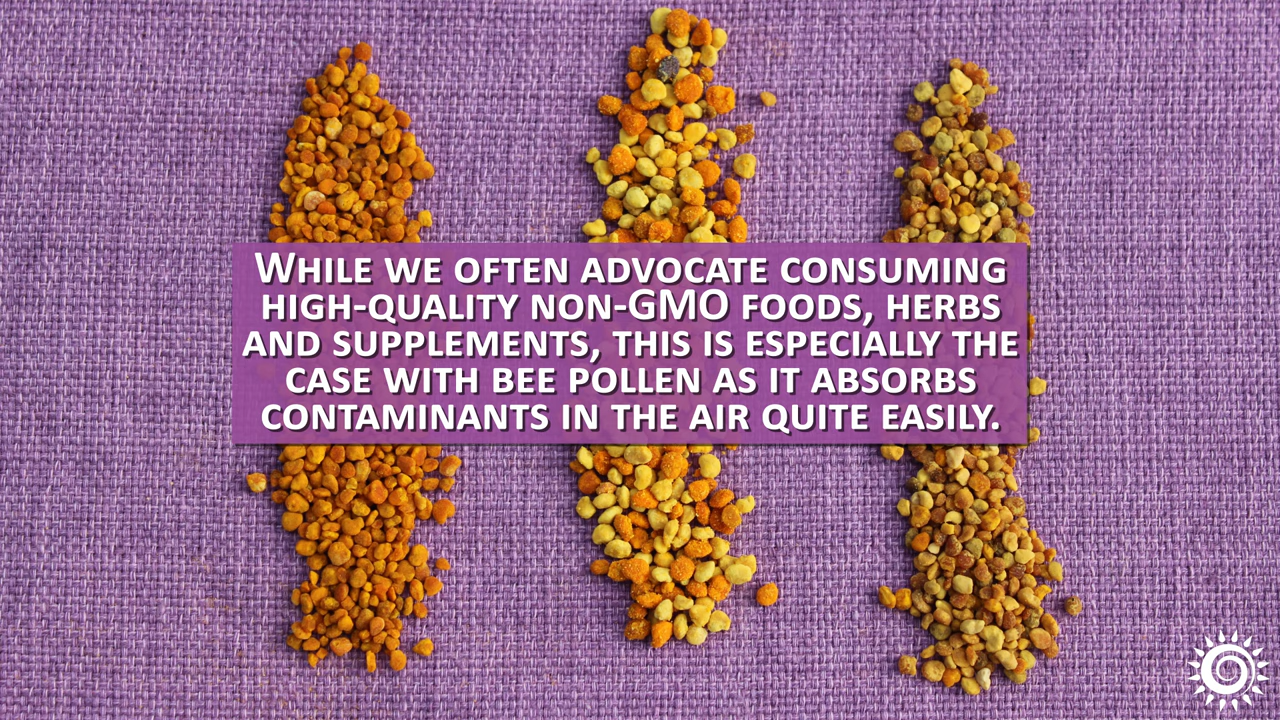 While we often advocate consuming
high-quality non-GMO foods, herbs
and supplements, this is especially the
case with bee pollen as it absorbs
contaminants in the air quite easily.